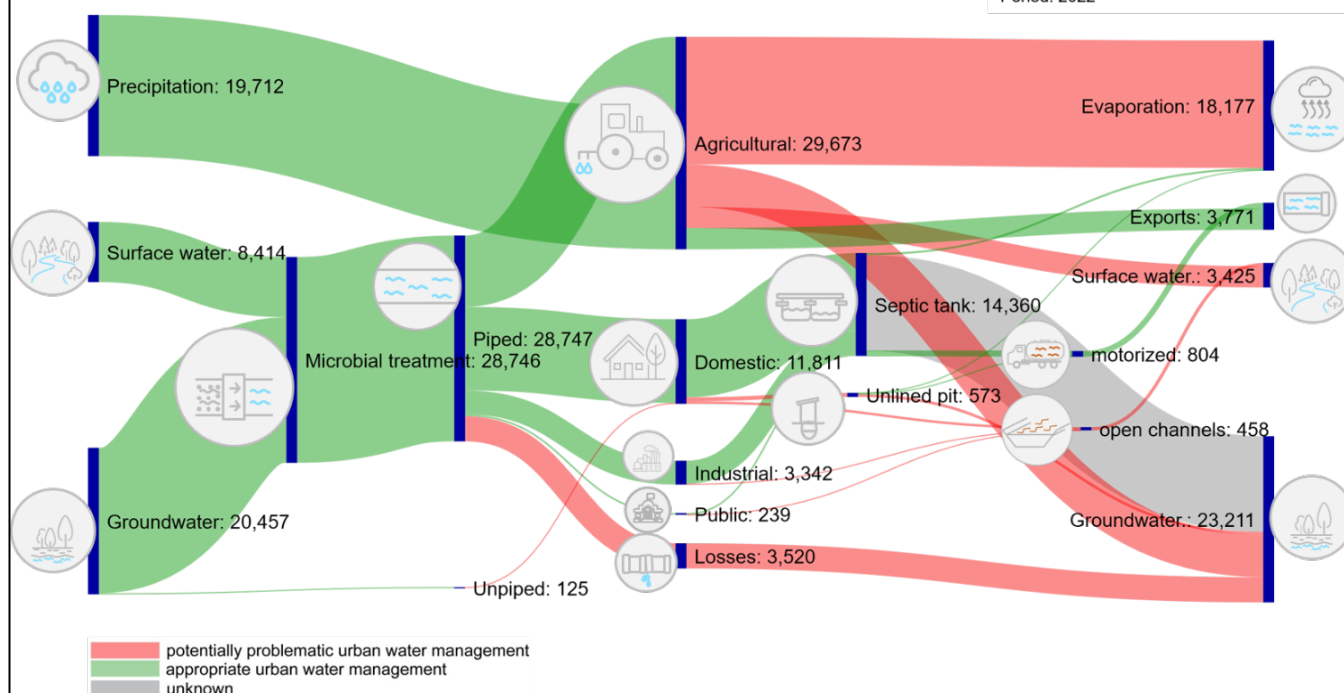 Period: 2022
Precipitation: 19,712
Surface water: 8,414
Groundwater: 20,457
Microbial treatment: 28,746
Piped: 28,747
Unpiped: 125
Agricultural: 29,673
Domestic: 11,811
Industrial: 3,342
Public: 239
Losses: 3,520
Septic tank: 14,360
Unlined pit: 573
motorized: 804
open channels: 458
Evaporation: 18,177
Exports: 3,771
Surface water.: 3,425
Groundwater.: 23,211
potentially problematic urban water management
appropriate urban water management
unknown